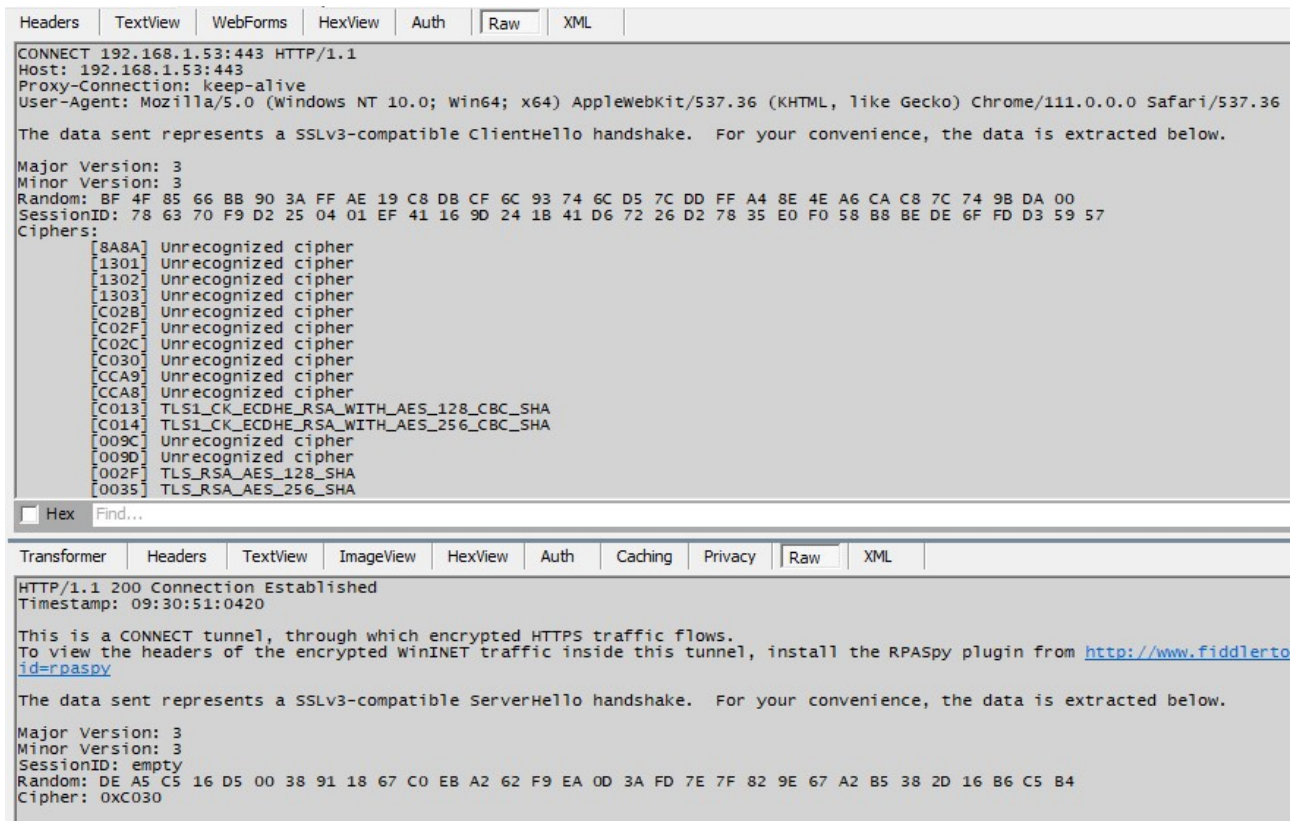 Headers TextView WebForms HexView Auth Raw XML
CONNECT 192.168.1.53:443 HTTP/1.1
Host: 192.168.1.53:443
Proxy-Connection: keep-alive
User-Agent: Mozilla/5.0 (Windows NT 10.0; Win64; x64) AppleWebKit/537.36 (KHTML, like Gecko) Chrome/111.0.0.0 Safari/537.36
The data sent represents a SSLv3-compatible ClientHello handshake.  For your convenience, the data is extracted below.
Major Version: 3
Minor Version: 3
Random: BF 4F 85 66 BB 90 3A FF AE 19 C8 DB CF 6C 93 74 6C D5 7C DD FF A4 8E 4E A6 CA C8 7C 74 9B DA 00
SessionID: 78 63 70 F9 D2 25 04 01 EF 41 16 9D 24 1B 41 D6 72 26 D2 78 35 E0 F0 58 B8 BE DE 6F FD D3 59 57
Ciphers:
[8A8A] Unrecognized cipher
[1301] Unrecognized cipher
[1302] Unrecognized cipher
[1303] Unrecognized cipher
[C02B] Unrecognized cipher
[C02F] Unrecognized cipher
[C02C] Unrecognized cipher
[C030] Unrecognized cipher
[CCA9] Unrecognized cipher
[CCA8] Unrecognized cipher
[C013] TLS1_CK_ECDHE_RSA_WITH_AES_128_CBC_SHA
[C014] TLS1_CK_ECDHE_RSA_WITH_AES_256_CBC_SHA
[009C] Unrecognized cipher
[009D] Unrecognized cipher
[002F] TLS_RSA_AES_128_SHA
[0035] TLS_RSA_AES_256_SHA
Hex Find...
Transformer Headers TextView ImageView HexView Auth Caching Privacy Raw XML
HTTP/1.1 200 Connection Established
Timestamp: 09:30:51:0420
This is a CONNECT tunnel, through which encrypted HTTPS traffic flows.
To view the headers of the encrypted WinINET traffic inside this tunnel, install the RPASpy plugin from http://www.fiddlerto
id=rpaspy
The data sent represents a SSLv3-compatible ServerHello handshake.  For your convenience, the data is extracted below.
Major Version: 3
Minor Version: 3
SessionID: empty
Random: DE A5 C5 16 D5 00 38 91 18 67 C0 EB A2 62 F9 EA 0D 3A FD 7E 7F 82 9E 67 A2 B5 38 2D 16 B6 C5 B4
Cipher: 0xC030